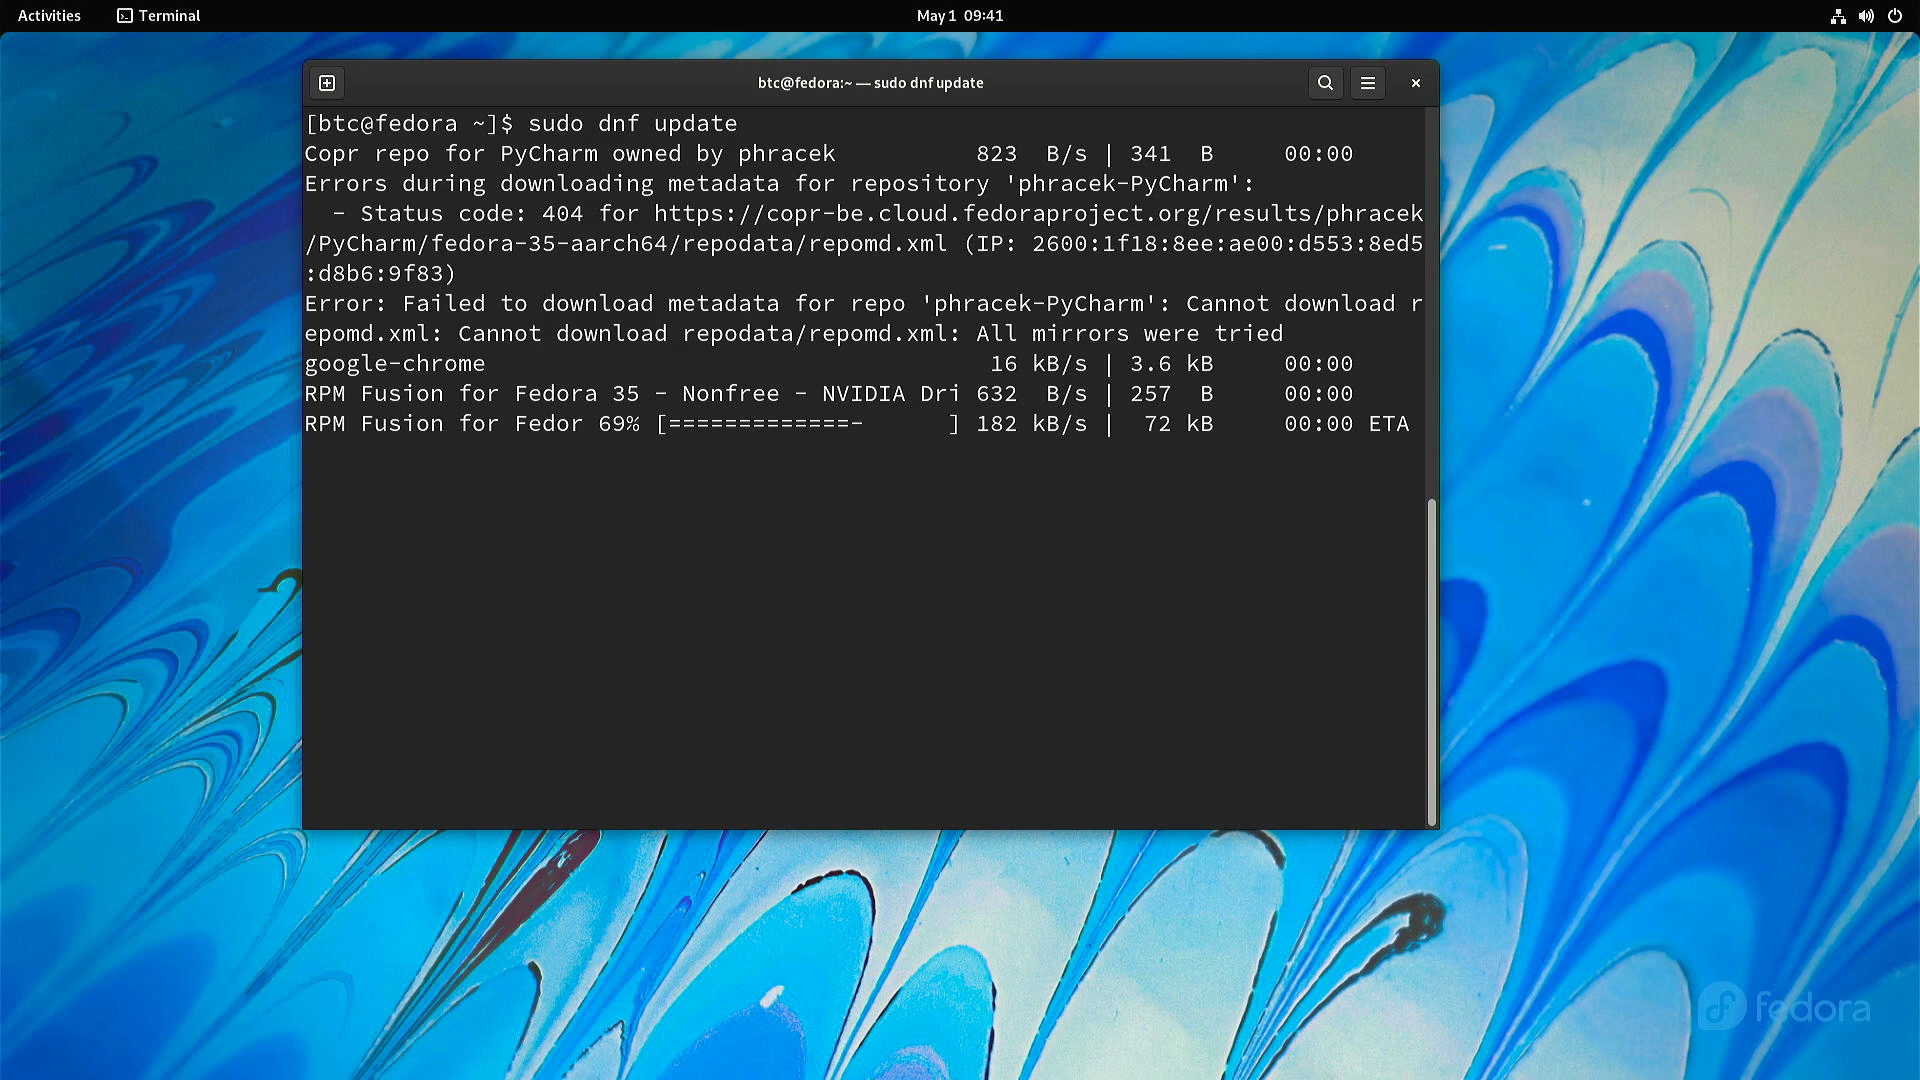 Activities Terminal May 1 09:41
btc@fedora:~ — sudo dnf update
[btc@fedora ~]$ sudo dnf update
Copr repo for PyCharm owned by phracek 823 B/s | 341 B 00:00
Errors during downloading metadata for repository 'phracek-PyCharm':
- Status code: 404 for https://copr-be.cloud.fedoraproject.org/results/phracek
/PyCharm/fedora-35-aarch64/repodata/repomd.xml (IP: 2600:1f18:8ee:ae00:d553:8ed5
:d8b6:9f83)
Error: Failed to download metadata for repo 'phracek-PyCharm': Cannot download r
epomd.xml: Cannot download repodata/repomd.xml: All mirrors were tried
google-chrome 16 kB/s | 3.6 kB 00:00
RPM Fusion for Fedora 35 - Nonfree - NVIDIA Dri 632 B/s | 257 B 00:00
RPM Fusion for Fedor 69% [=============- ] 182 kB/s | 72 kB 00:00 ETA
fedora